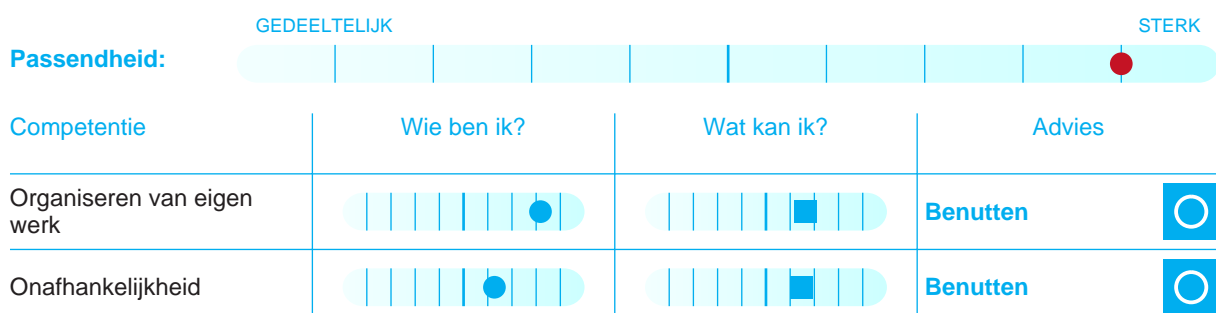 GEDEELTELIJK STERK
Passendheid:
Competentie Wie ben ik? Wat kan ik? Advies
Organiseren van eigen
werk
Benutten
Onafhankelijkheid Benutten